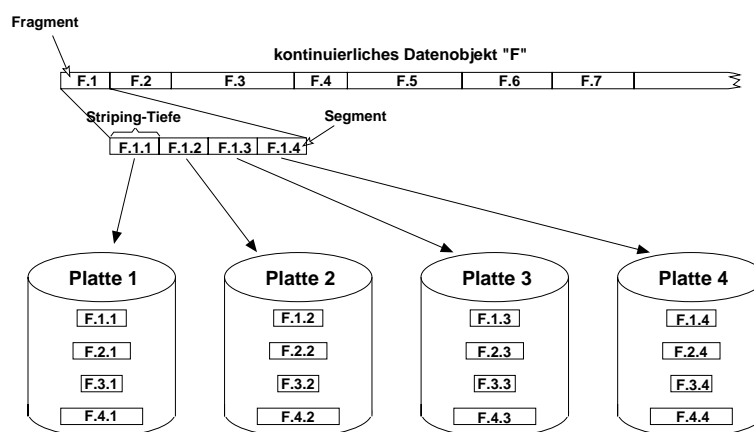 Fragment
kontinuierliches Datenobjekt "F"
F.1 F.2 F.3 F.4 F.5 F.6 F.7
Striping-Tiefe
Segment
F.1.1 F.1.2 F.1.3 F.1.4
Platte 1 Platte 2 Platte 3 Platte 4
F.1.1 F.1.2 F.1.3 F.1.4
F.2.1 F.2.2 F.2.3 F.2.4
F.3.1 F.3.2 F.3.3 F.3.4
F.4.1 F.4.2 F.4.3 F.4.4